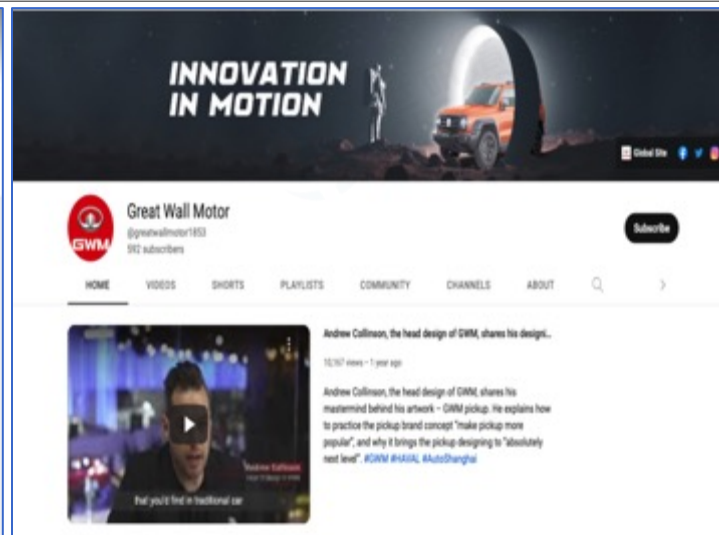 INNOVATION
IN MOTION
Global Site
Great Wall Motor
@greatwallmotor1853
592 subscribers
Subscribe
GWM
HOME VIDEOS SHORTS PLAYLISTS COMMUNITY CHANNELS ABOUT
Andrew Collinson, the head design of GWM, shares his designi...
10,167 views • 1 year ago
Andrew Collinson, the head design of GWM, shares his
mastermind behind his artwork – GWM pickup. He explains how
to practice the pickup brand concept "make pickup more
popular", and why it brings the pickup designing to "absolutely
next level". #GWM #HAVAL #AutoShanghai
Andrew Collinson
that you'd find in traditional car